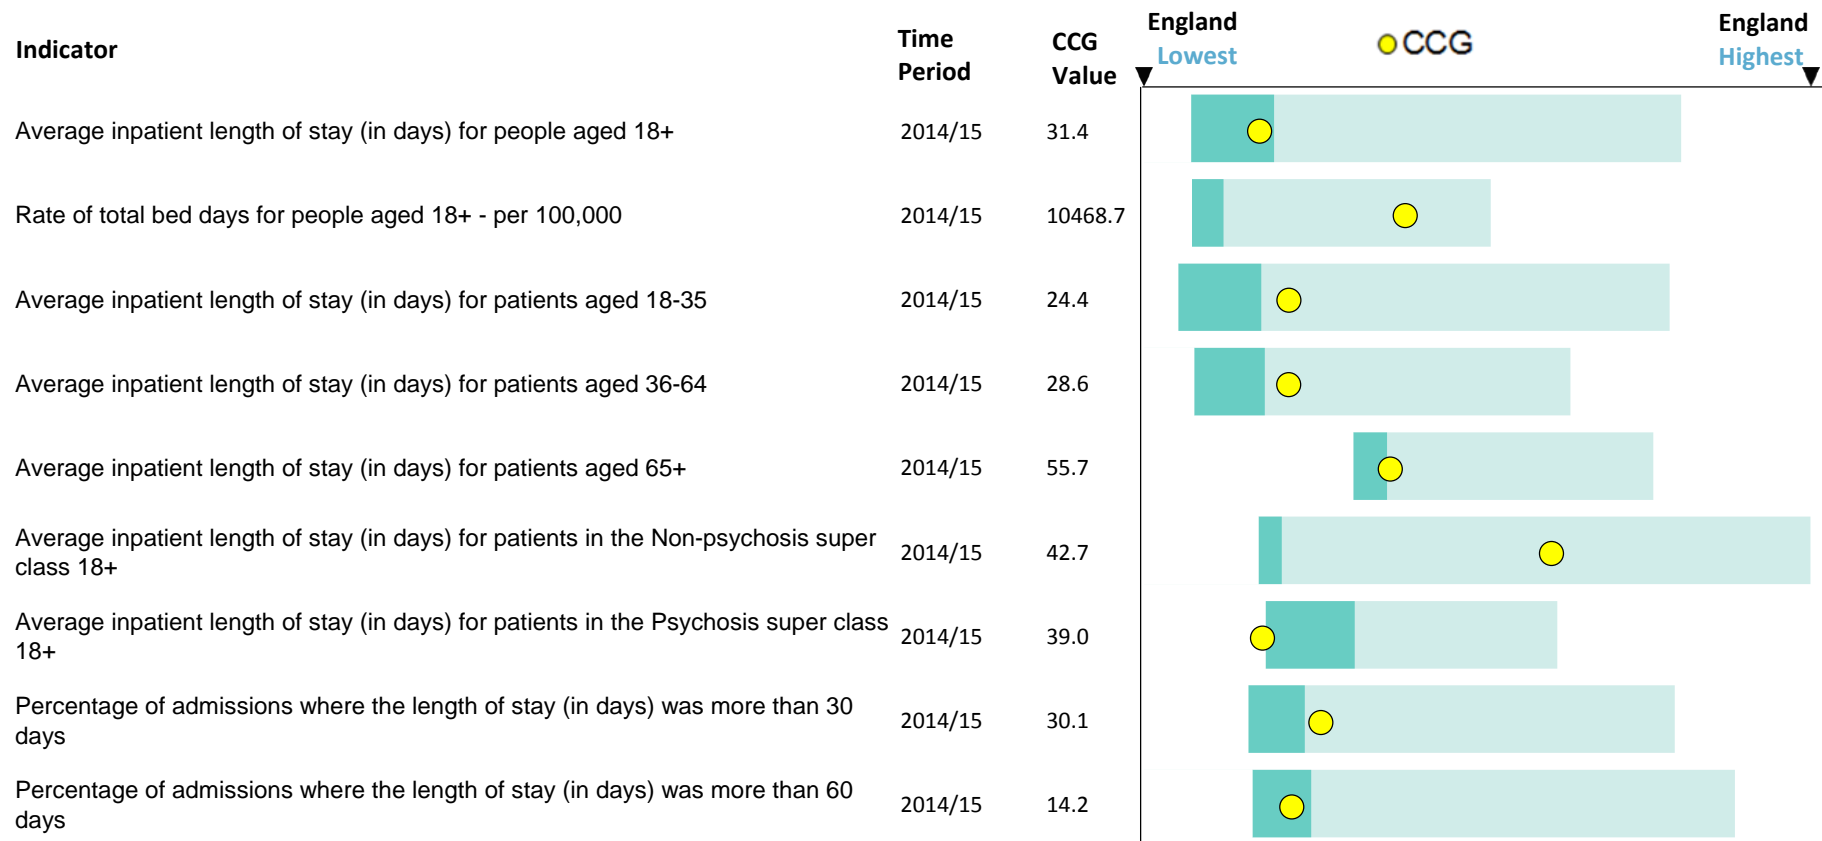 Indicator
Time
Period
CCG
Value
England
Lowest
CCG
England
Highest
Average inpatient length of stay (in days) for people aged 18+ 2014/15 31.4
Rate of total bed days for people aged 18+ - per 100,000 2014/15 10468.7
Average inpatient length of stay (in days) for patients aged 18-35 2014/15 24.4
Average inpatient length of stay (in days) for patients aged 36-64 2014/15 28.6
Average inpatient length of stay (in days) for patients aged 65+ 2014/15 55.7
Average inpatient length of stay (in days) for patients in the Non-psychosis super
class 18+
2014/15 42.7
Average inpatient length of stay (in days) for patients in the Psychosis super class
18+
2014/15 39.0
Percentage of admissions where the length of stay (in days) was more than 30
days
2014/15 30.1
Percentage of admissions where the length of stay (in days) was more than 60
days
2014/15 14.2